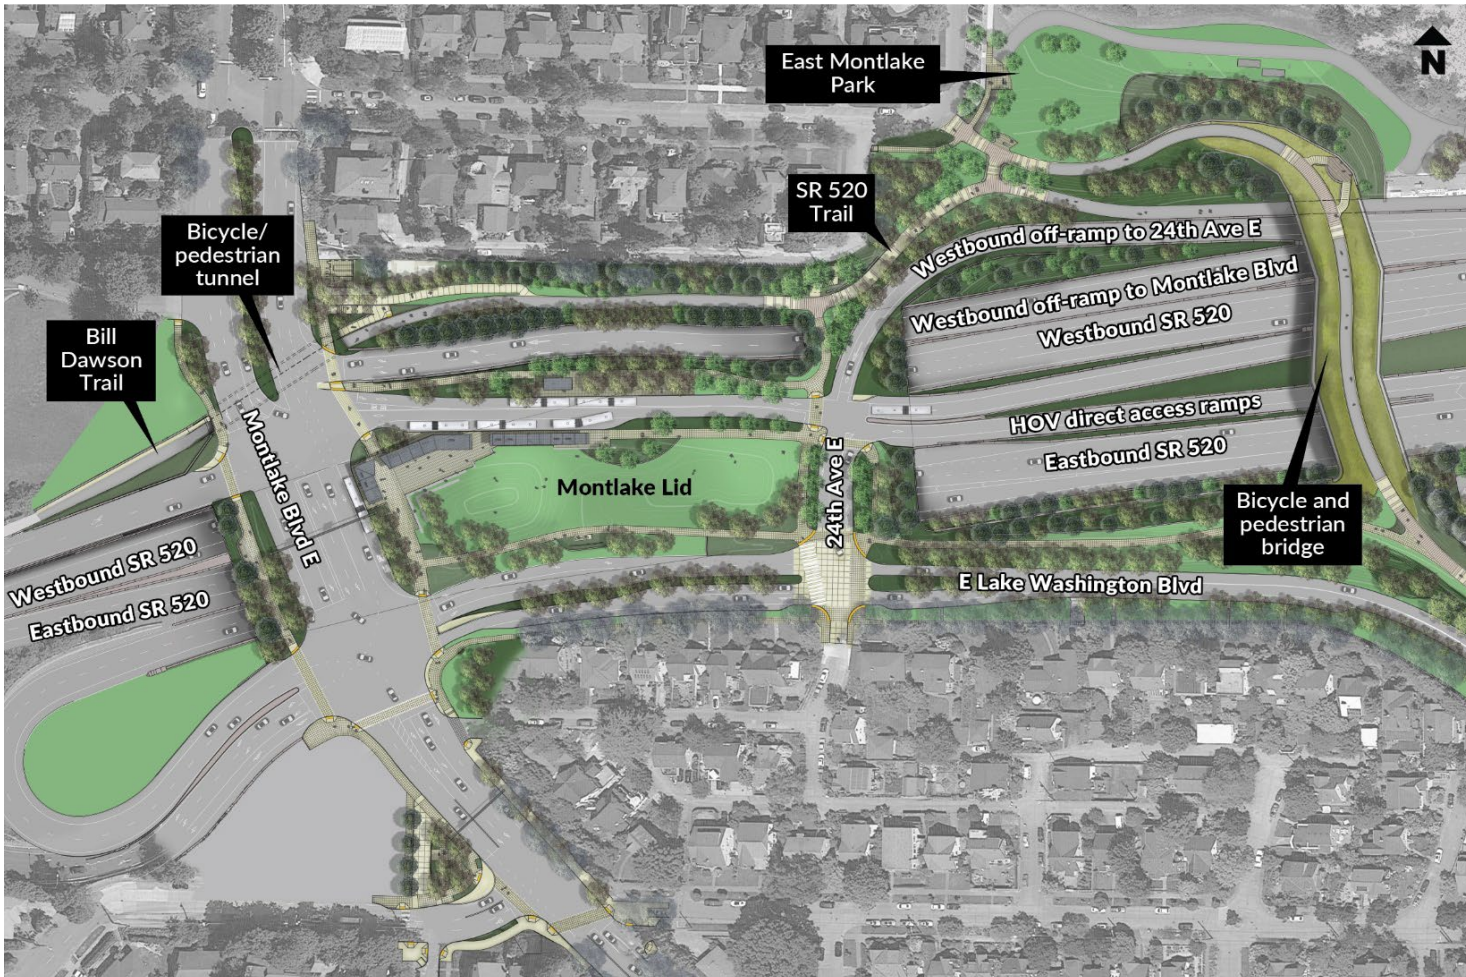 East Montlake
Park
N
SR 520
Trail
Bicycle/
pedestrian
tunnel
Westbound off-ramp to 24th Ave E
Westbound off-ramp to Montlake Blvd
Westbound SR 520
Bill
Dawson
Trail
HOV direct access ramps
Eastbound SR 520
Montlake Blvd E
24th Ave E
Montlake Lid
Bicycle and
pedestrian
bridge
Westbound SR 520
Eastbound SR 520
E Lake Washington Blvd